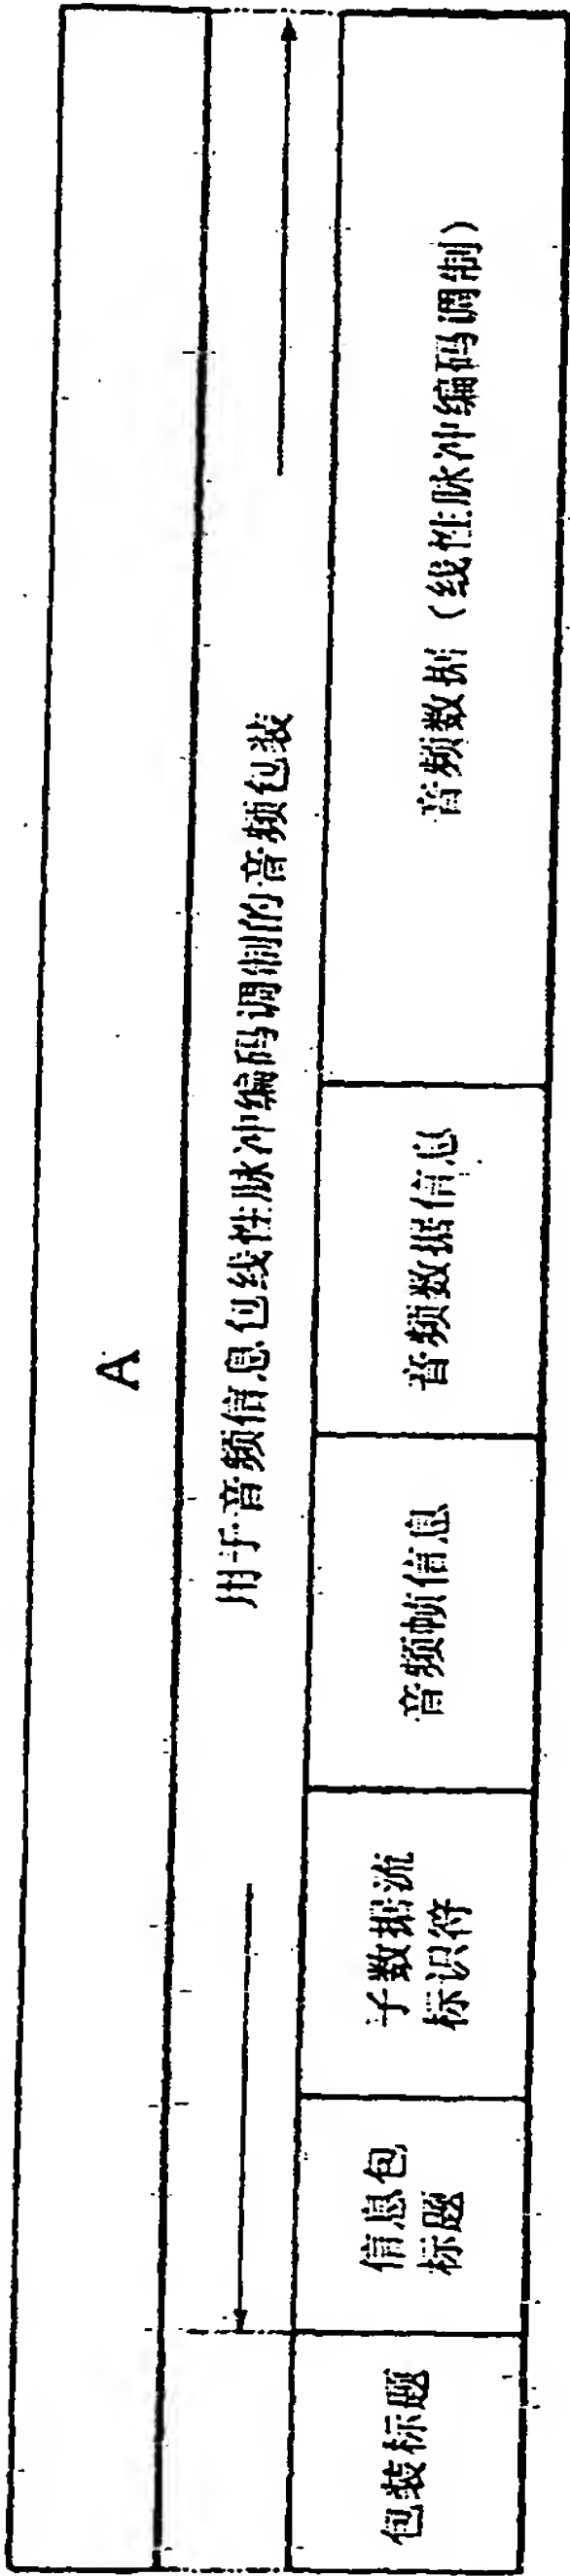 A
用于音频信息包线性脉冲编码调制的音频包装
包装标题
信息包
标题
子数据流
标识符
音频帧信息
音频数据信息
音频数据（线性脉冲编码调制）